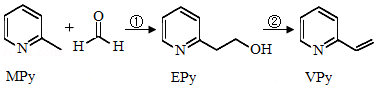 N + O H H ① N OH ② N
MPy EPy VPy